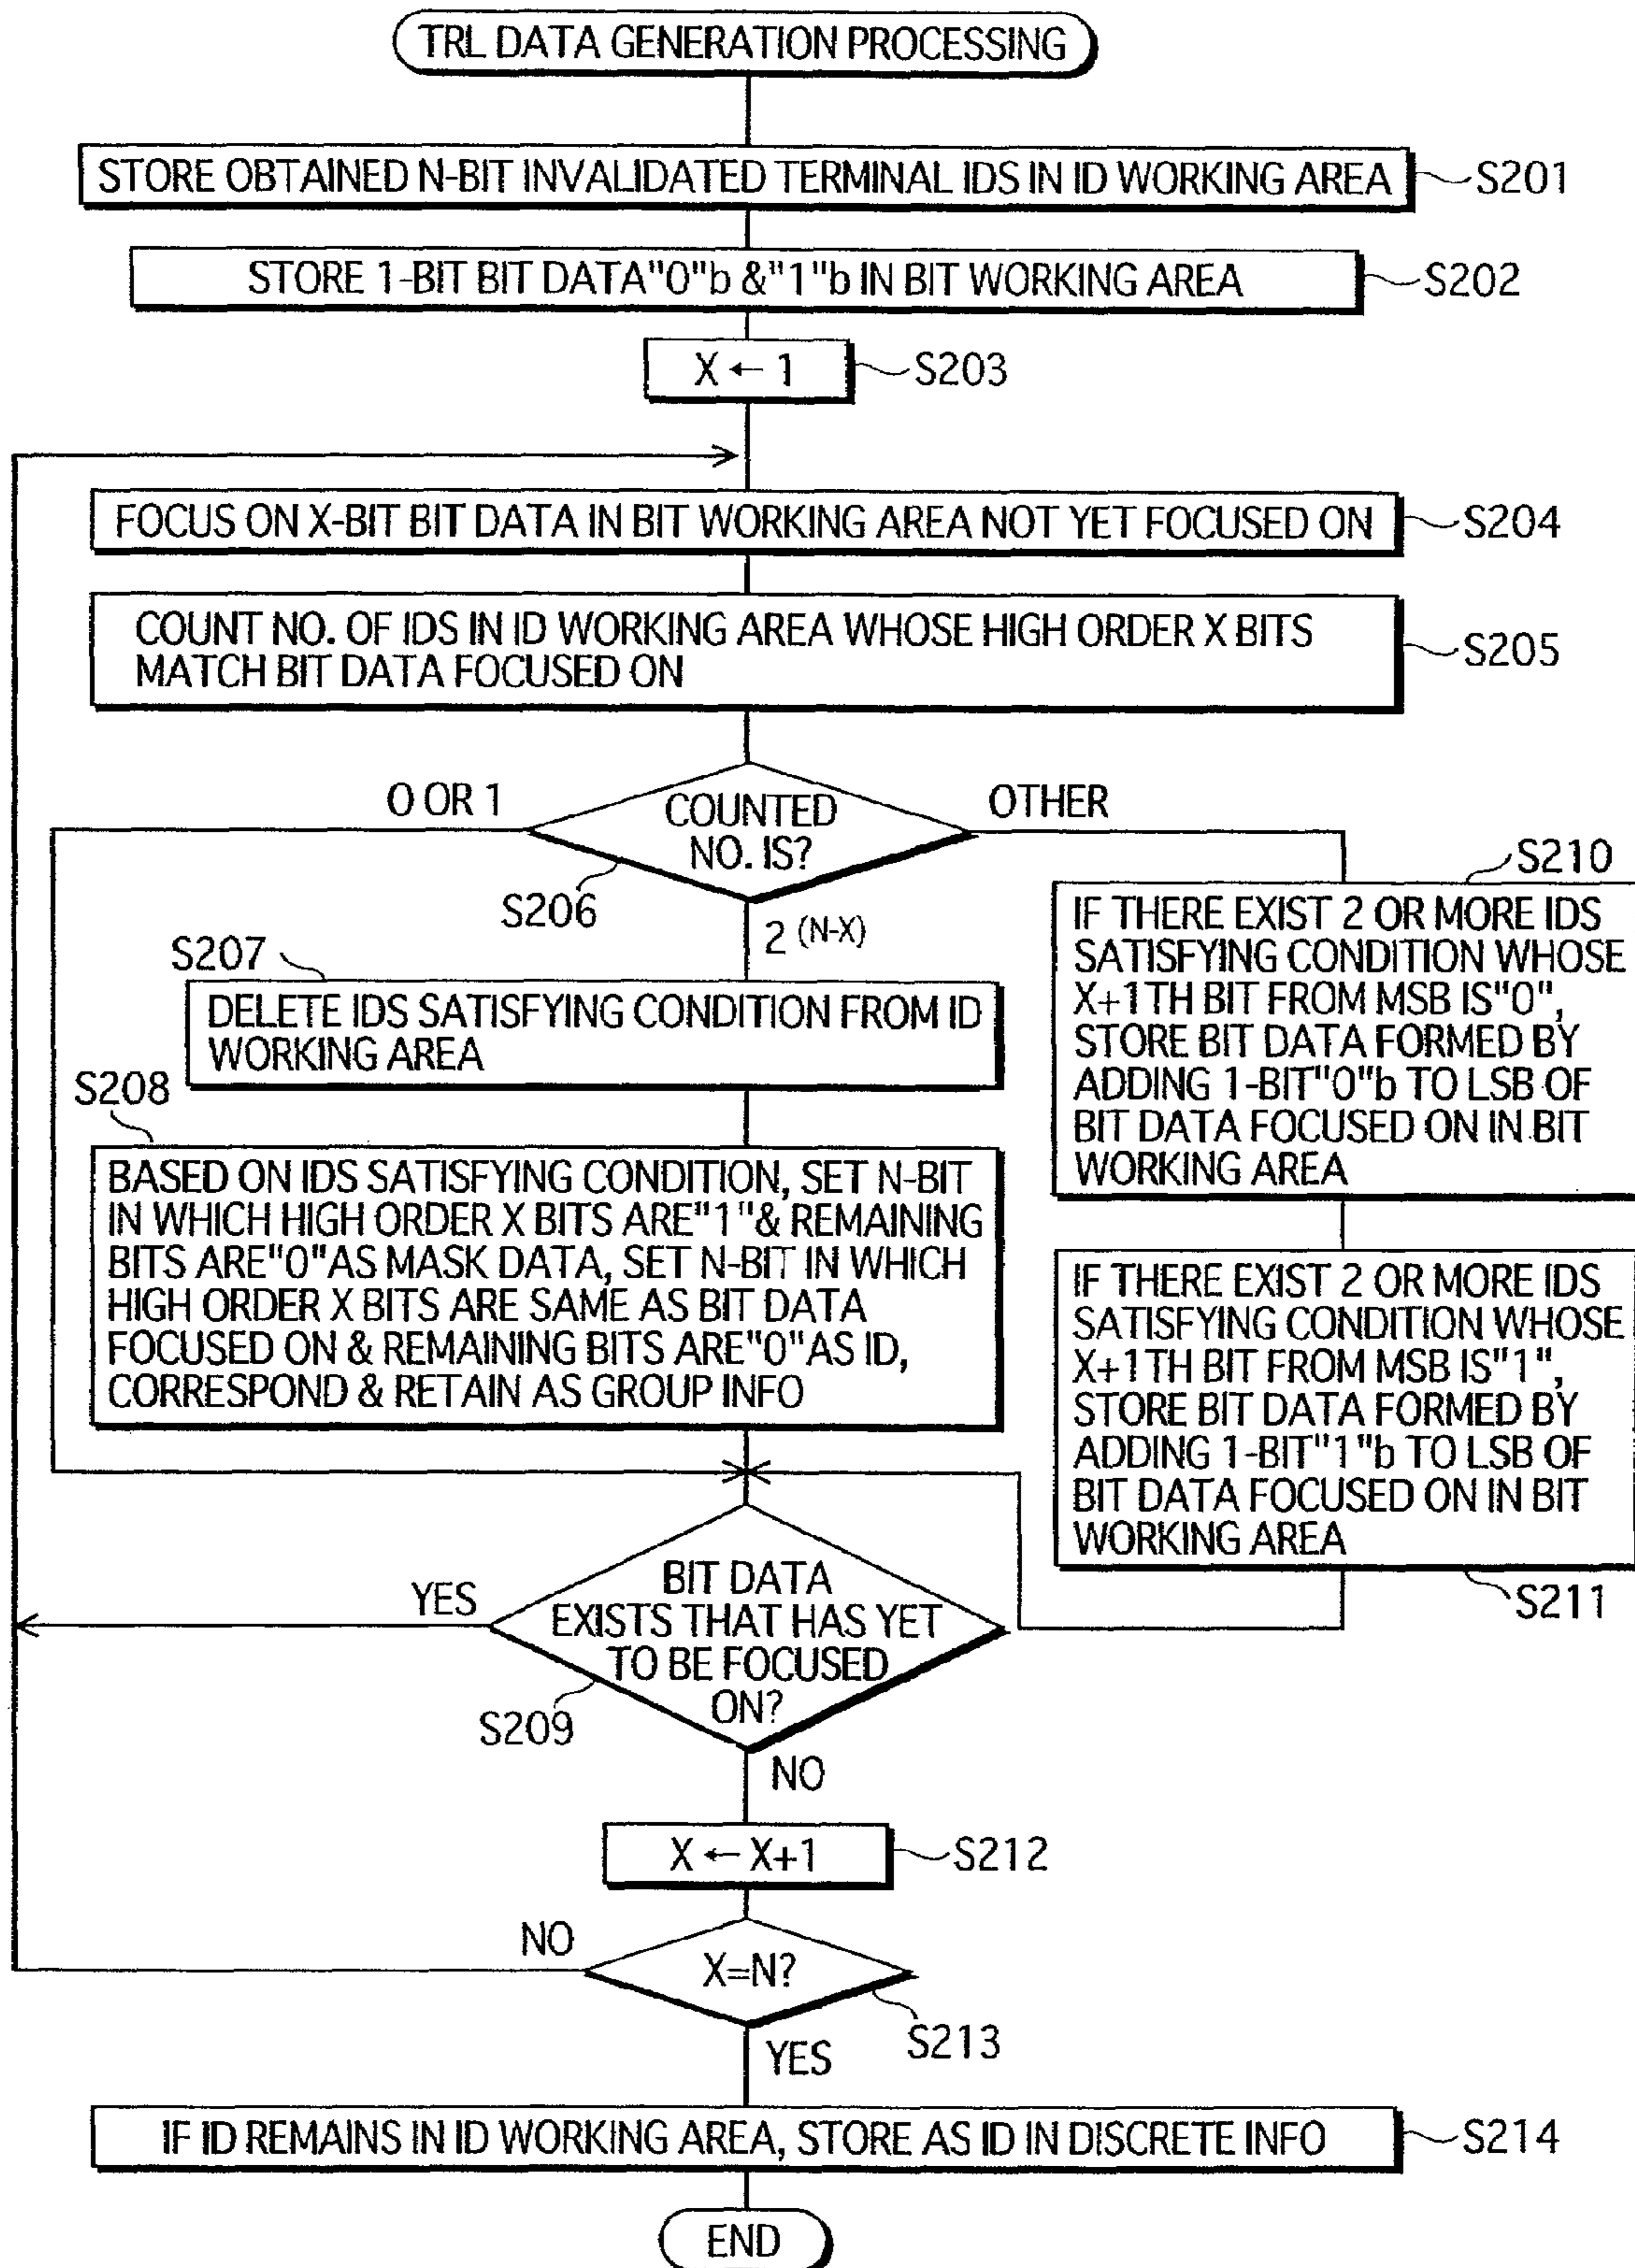 TRL DATA GENERATION PROCESSING
STORE OBTAINED N-BIT INVALIDATED TERMINAL IDS IN ID WORKING AREA
S201
STORE 1-BIT BIT DATA"0"b &"1"b IN BIT WORKING AREA
S202
X ← 1
S203
FOCUS ON X-BIT BIT DATA IN BIT WORKING AREA NOT YET FOCUSED ON
S204
COUNT NO. OF IDS IN ID WORKING AREA WHOSE HIGH ORDER X BITS
MATCH BIT DATA FOCUSED ON
S205
0 OR 1
COUNTED
NO. IS?
OTHER
S206
2 (N-X)
S207
DELETE IDS SATISFYING CONDITION FROM ID
WORKING AREA
S208
BASED ON IDS SATISFYING CONDITION, SET N-BIT
IN WHICH HIGH ORDER X BITS ARE"1"& REMAINING
BITS ARE"0"AS MASK DATA, SET N-BIT IN WHICH
HIGH ORDER X BITS ARE SAME AS BIT DATA
FOCUSED ON & REMAINING BITS ARE"0"AS ID,
CORRESPOND & RETAIN AS GROUP INFO
S210
IF THERE EXIST 2 OR MORE IDS
SATISFYING CONDITION WHOSE
X+1TH BIT FROM MSB IS"0",
STORE BIT DATA FORMED BY
ADDING 1-BIT"0"b TO LSB OF
BIT DATA FOCUSED ON IN BIT
WORKING AREA
IF THERE EXIST 2 OR MORE IDS
SATISFYING CONDITION WHOSE
X+1TH BIT FROM MSB IS"1",
STORE BIT DATA FORMED BY
ADDING 1-BIT"1"b TO LSB OF
BIT DATA FOCUSED ON IN BIT
WORKING AREA
S211
YES
BIT DATA
EXISTS THAT HAS YET
TO BE FOCUSED
ON?
S209
NO
X ← X+1
S212
NO
X=N?
S213
YES
IF ID REMAINS IN ID WORKING AREA, STORE AS ID IN DISCRETE INFO
S214
END